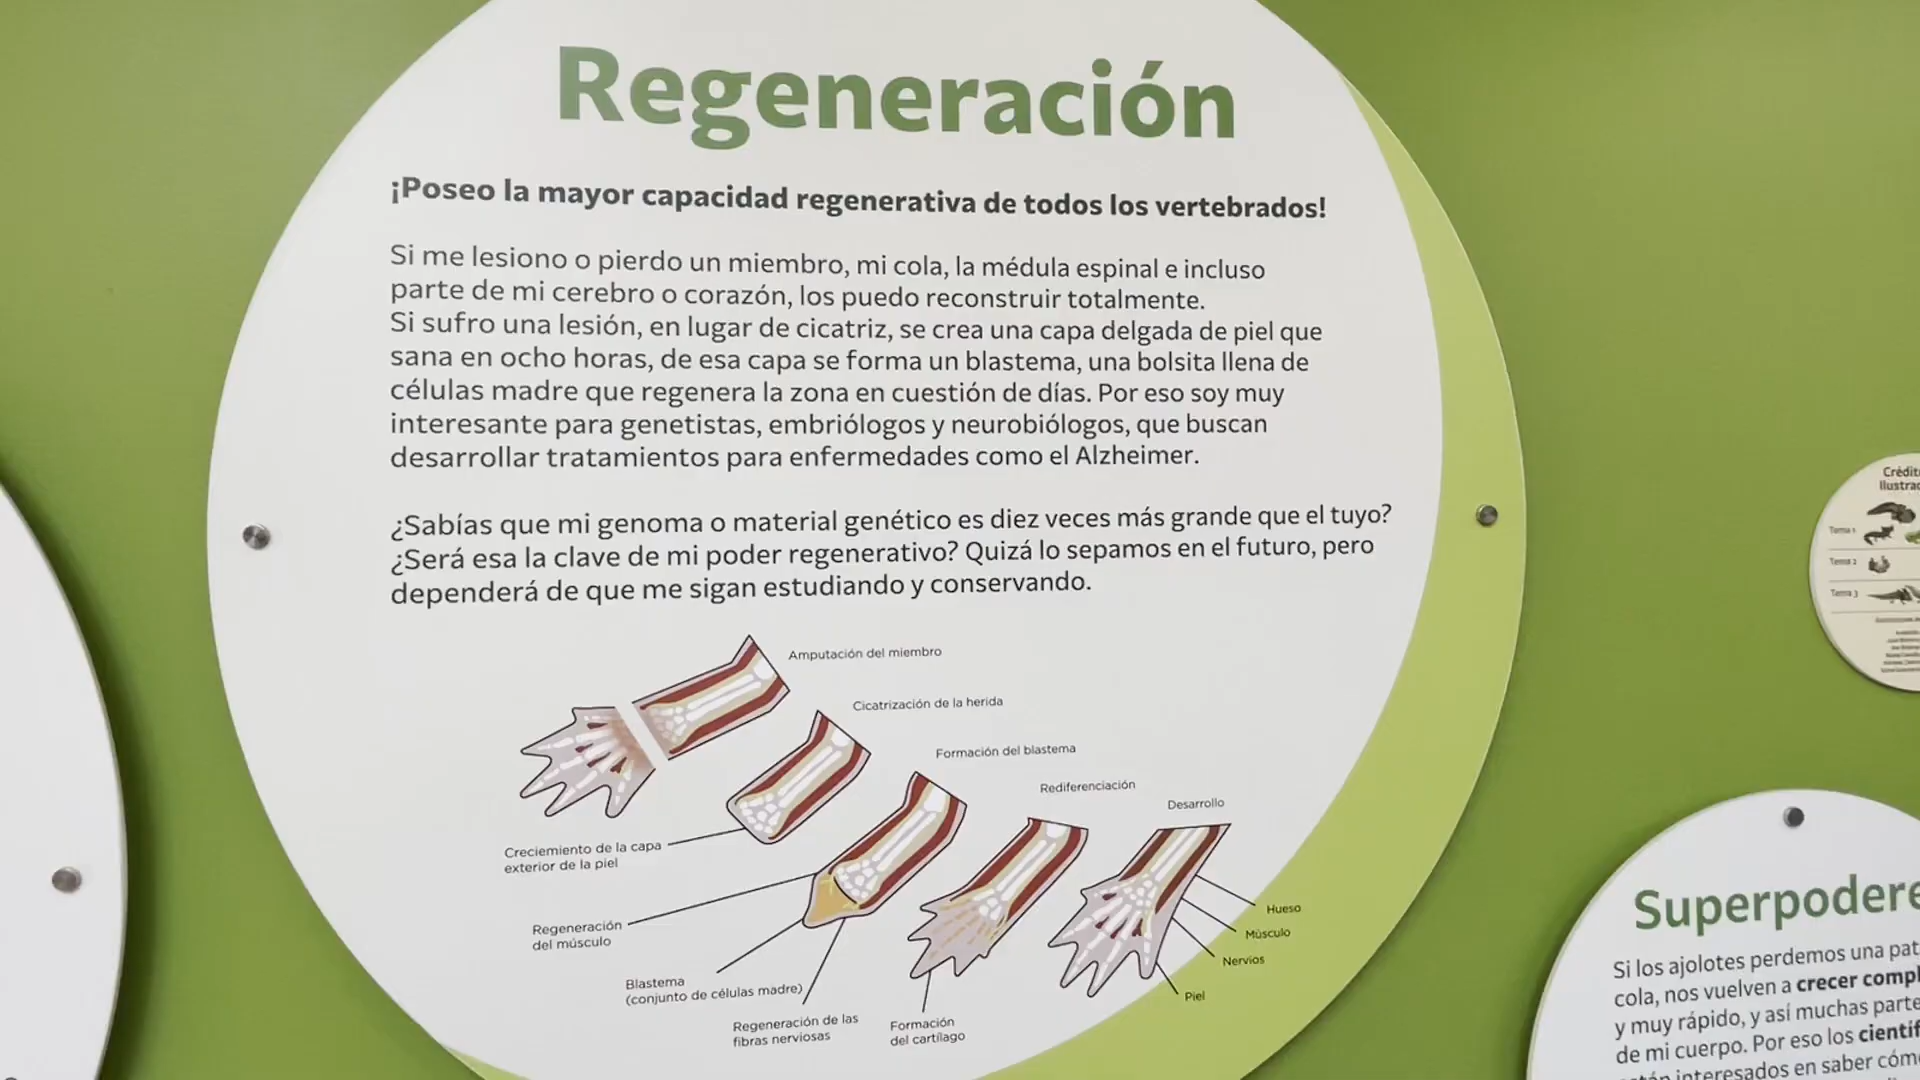 Regeneración
¡Poseo la mayor capacidad regenerativa de todos los vertebrados!
Si me lesiono o pierdo un miembro, mi cola, la médula espinal e incluso
parte de mi cerebro o corazón, los puedo reconstruir totalmente.
Si sufro una lesión, en lugar de cicatriz, se crea una capa delgada de piel que
sana en ocho horas, de esa capa se forma un blastema, una bolsita llena de
células madre que regenera la zona en cuestión de días. Por eso soy muy
interesante para genetistas, embriólogos y neurobiólogos, que buscan
desarrollar tratamientos para enfermedades como el Alzheimer.
¿Sabías que mi genoma o material genético es diez veces más grande que el tuyo?
¿Será esa la clave de mi poder regenerativo? Quizá lo sepamos en el futuro, pero
dependerá de que me sigan estudiando y conservando.
Amputación del miembro
Cicatrización de la herida
Formación del blastema
Rediferenciación
Desarrollo
Creciemiento de la capa
exterior de la piel
Regeneración
del músculo
Blastema
(conjunto de células madre)
Regeneración de las
fibras nerviosas
Formación
del cartílago
Hueso
Músculo
Nervios
Piel
Tema 1
Tema 2
Tema 3
Superpodere
Si los ajolotes perdemos una pat
cola, nos vuelven a crecer compl
y muy rápido, y así muchas parte
de mi cuerpo. Por eso los científ
interesados en saber cómo